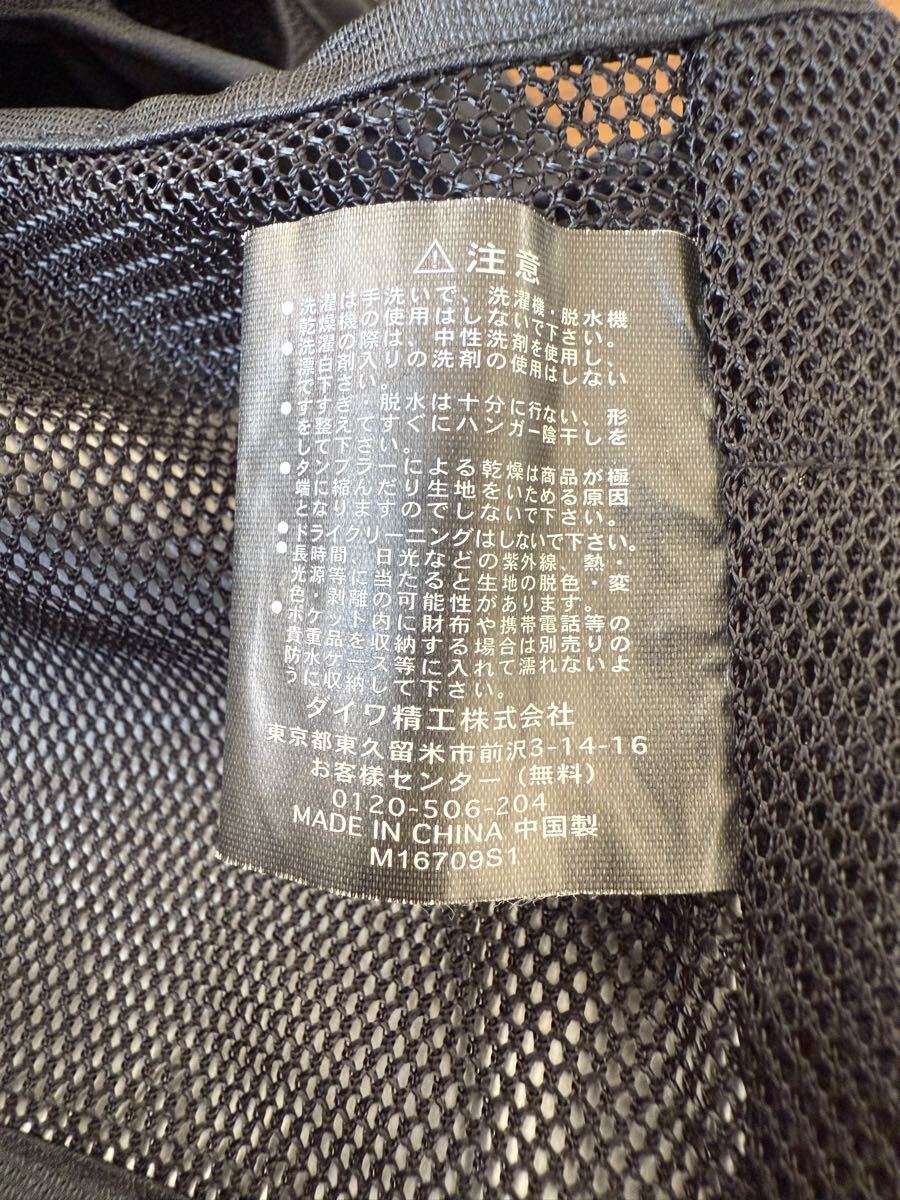 ⚠注意
●洗濯は手洗いで、洗濯機・脱水機
乾燥機の使用はしないで下さい。
●洗濯の際は、中性洗剤を使用し、
漂白剤入りの洗剤の使用はしない
で下さい。
●すすぎ・脱水は十分に行ない、形
を整えてすぐにハンガー陰干しを
して下さい。
●タンブラーによる乾燥は商品が極
端に縮んだり生地をいためる原因
となりますのでしないで下さい。
●ドライクリーニングはしないで下さい。
●長時間、日光などの紫外線、熱・
光源等に当たると生地の脱色・変
色・剥離の可能性があります。
●ポケット内に財布や携帯電話等の
貴重品を収納する場合は別売りの
防水ケース等に入れて濡れないよ
うに収納して下さい。
ダイワ精工株式会社
東京都東久留米市前沢3-14-16
お客様センター（無料）
0120-506-204
MADE IN CHINA 中国製
M16709S1